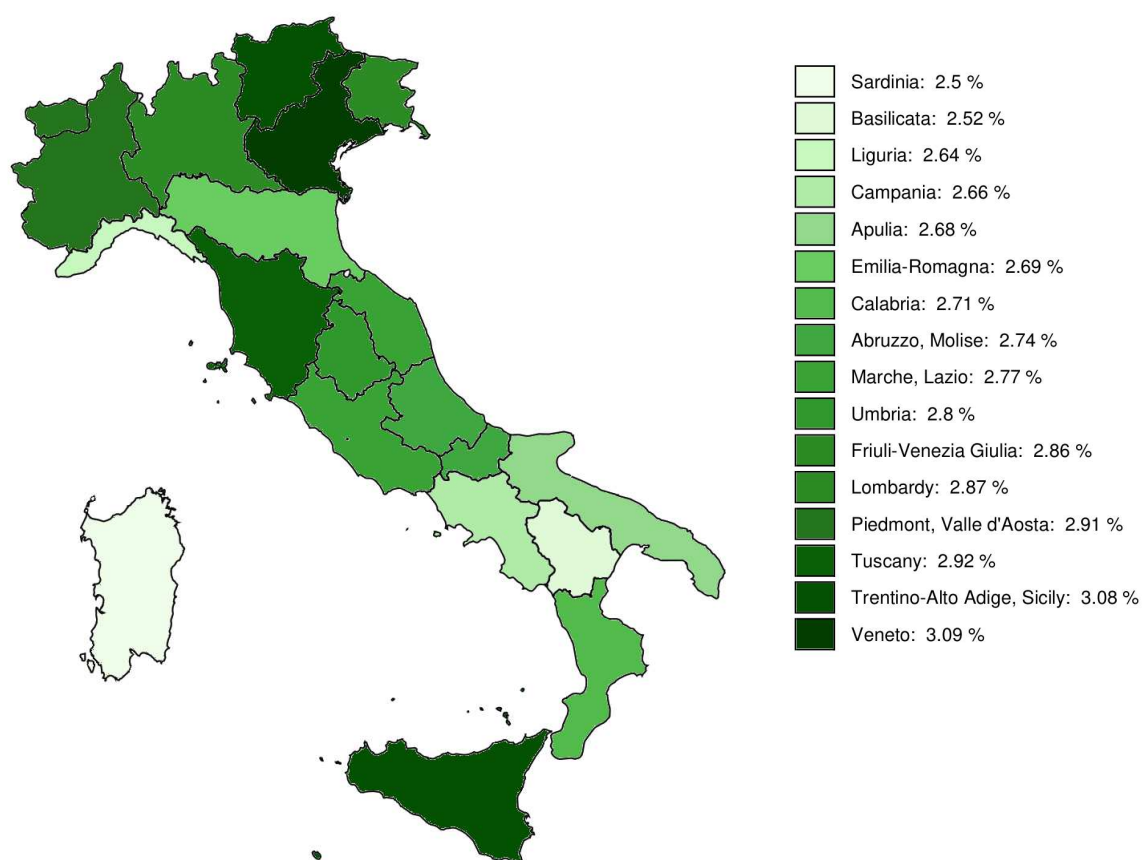 Sardinia: 2.5 %
Basilicata: 2.52 %
Liguria: 2.64 %
Campania: 2.66 %
Apulia: 2.68 %
Emilia-Romagna: 2.69 %
Calabria: 2.71 %
Abruzzo, Molise: 2.74 %
Marche, Lazio: 2.77 %
Umbria: 2.8 %
Friuli-Venezia Giulia: 2.86 %
Lombardy: 2.87 %
Piedmont, Valle d'Aosta: 2.91 %
Tuscany: 2.92 %
Trentino-Alto Adige, Sicily: 3.08 %
Veneto: 3.09 %